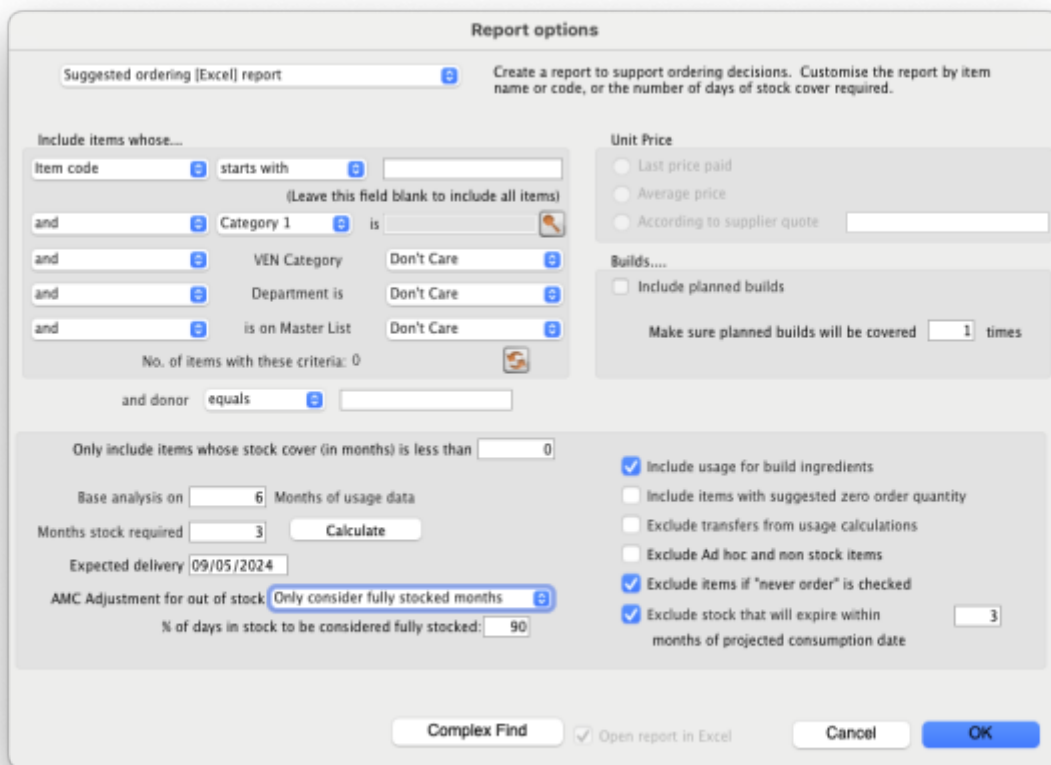 Report options
Suggested ordering (Excel) report
Create a report to support ordering decisions. Customise the report by item
name or code, or the number of days of stock cover required.
Include items whose....
Item code starts with
(Leave this field blank to include all items)
and Category 1 is
and VEN Category Don't Care
and Department is Don't Care
and is on Master List Don't Care
No. of items with these criteria: 0
and donor equals
Unit Price
Last price paid
Average price
According to supplier quote
Builds....
Include planned builds
Make sure planned builds will be covered 1 times
Only include items whose stock cover (in months) is less than 0
Base analysis on 6 Months of usage data
Months stock required 3 Calculate
Expected delivery 09/05/2024
AMC Adjustment for out of stock Only consider fully stocked months
% of days in stock to be considered fully stocked: 90
Include usage for build ingredients
Include items with suggested zero order quantity
Exclude transfers from usage calculations
Exclude Ad hoc and non stock items
Exclude items if "never order" is checked
Exclude stock that will expire within 3
months of projected consumption date
Complex Find Open report in Excel Cancel OK